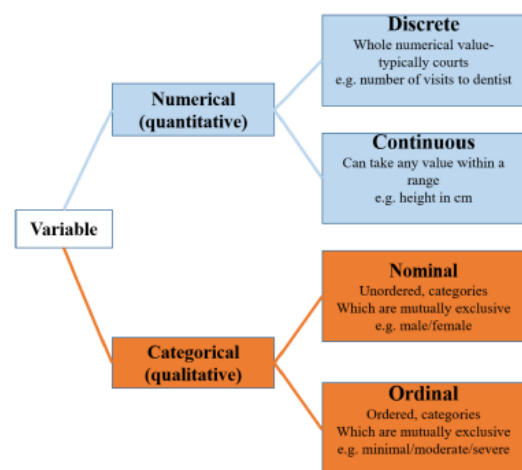 Discrete
Whole numerical value-
typically courts
e.g. number of visits to dentist
Numerical
(quantitative)
Continuous
Can take any value within a
range
e.g. height in cm
Variable
Nominal
Unordered, categories
Which are mutually exclusive
e.g. male/female
Categorical
(qualitative)
Ordinal
Ordered, categories
Which are mutually exclusive
e.g. minimal/moderate/severe